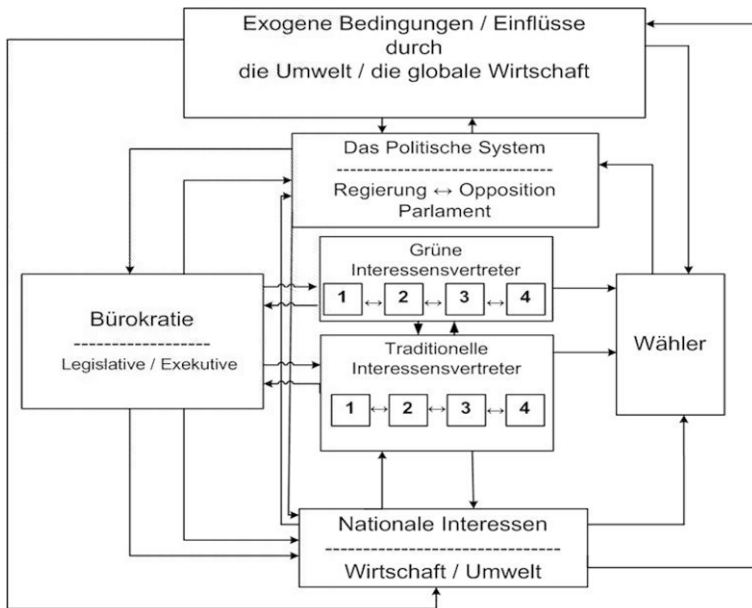 Exogene Bedingungen / Einflüsse
durch
die Umwelt / die globale Wirtschaft
Das Politische System
Regierung ↔ Opposition
Parlament
Grüne
Interessensvertreter
1 ↔ 2 ↔ 3 ↔ 4
Bürokratie
Legislative / Exekutive
Traditionelle
Interessensvertreter
1 ↔ 2 ↔ 3 ↔ 4
Wähler
Nationale Interessen
Wirtschaft / Umwelt